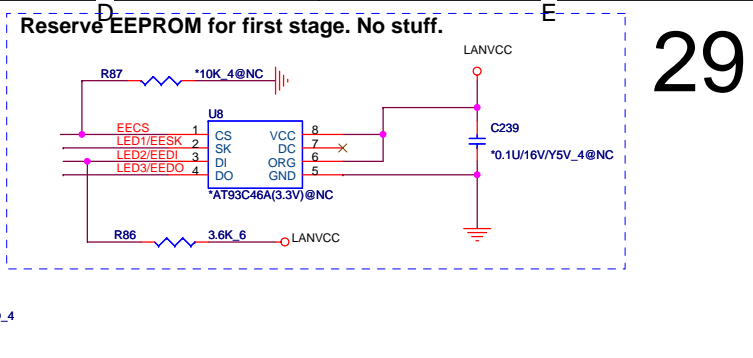 D E
Reserve EEPROM for first stage. No stuff.
29
LANVCC
R87 *10K_4@NC
U8
C239
EECS 1 CS VCC 8
LED1/EESK 2 SK DC 7
LED2/EEDI 3 DI ORG 6
LED3/EEDO 4 DO GND 5
*0.1U/16V/Y5V_4@NC
*AT93C46A(3.3V)@NC
R86 3.6K_6 LANVCC
_4